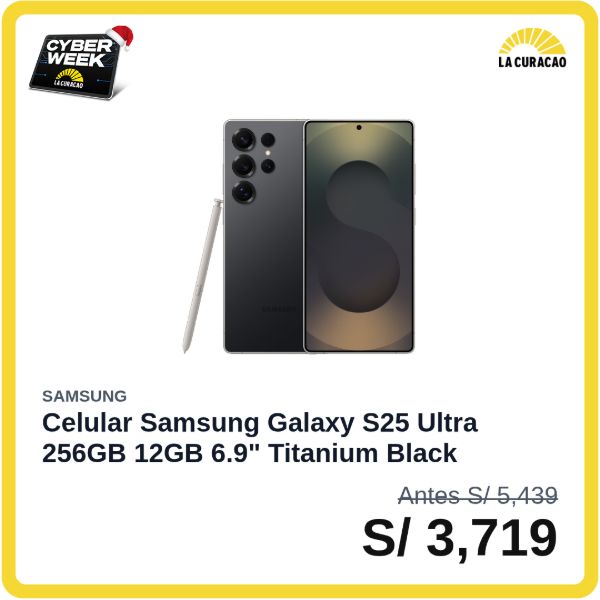 CYBER
WEEK
LA CURACAO
LA CURACAO
SAMSUNG
SAMSUNG
Celular Samsung Galaxy S25 Ultra
256GB 12GB 6.9" Titanium Black
Antes S/ 5,439
S/ 3,719